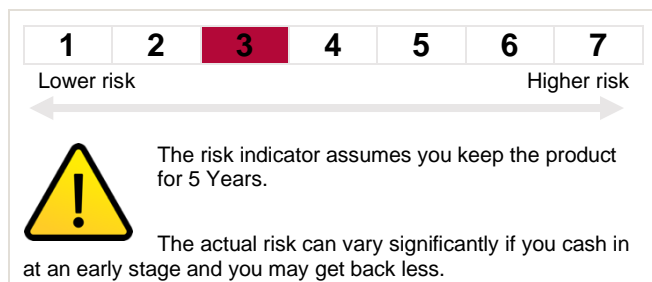 1 2 3 4 5 6 7
Lower risk Higher risk
The risk indicator assumes you keep the product
for 5 Years.
The actual risk can vary significantly if you cash in
at an early stage and you may get back less.